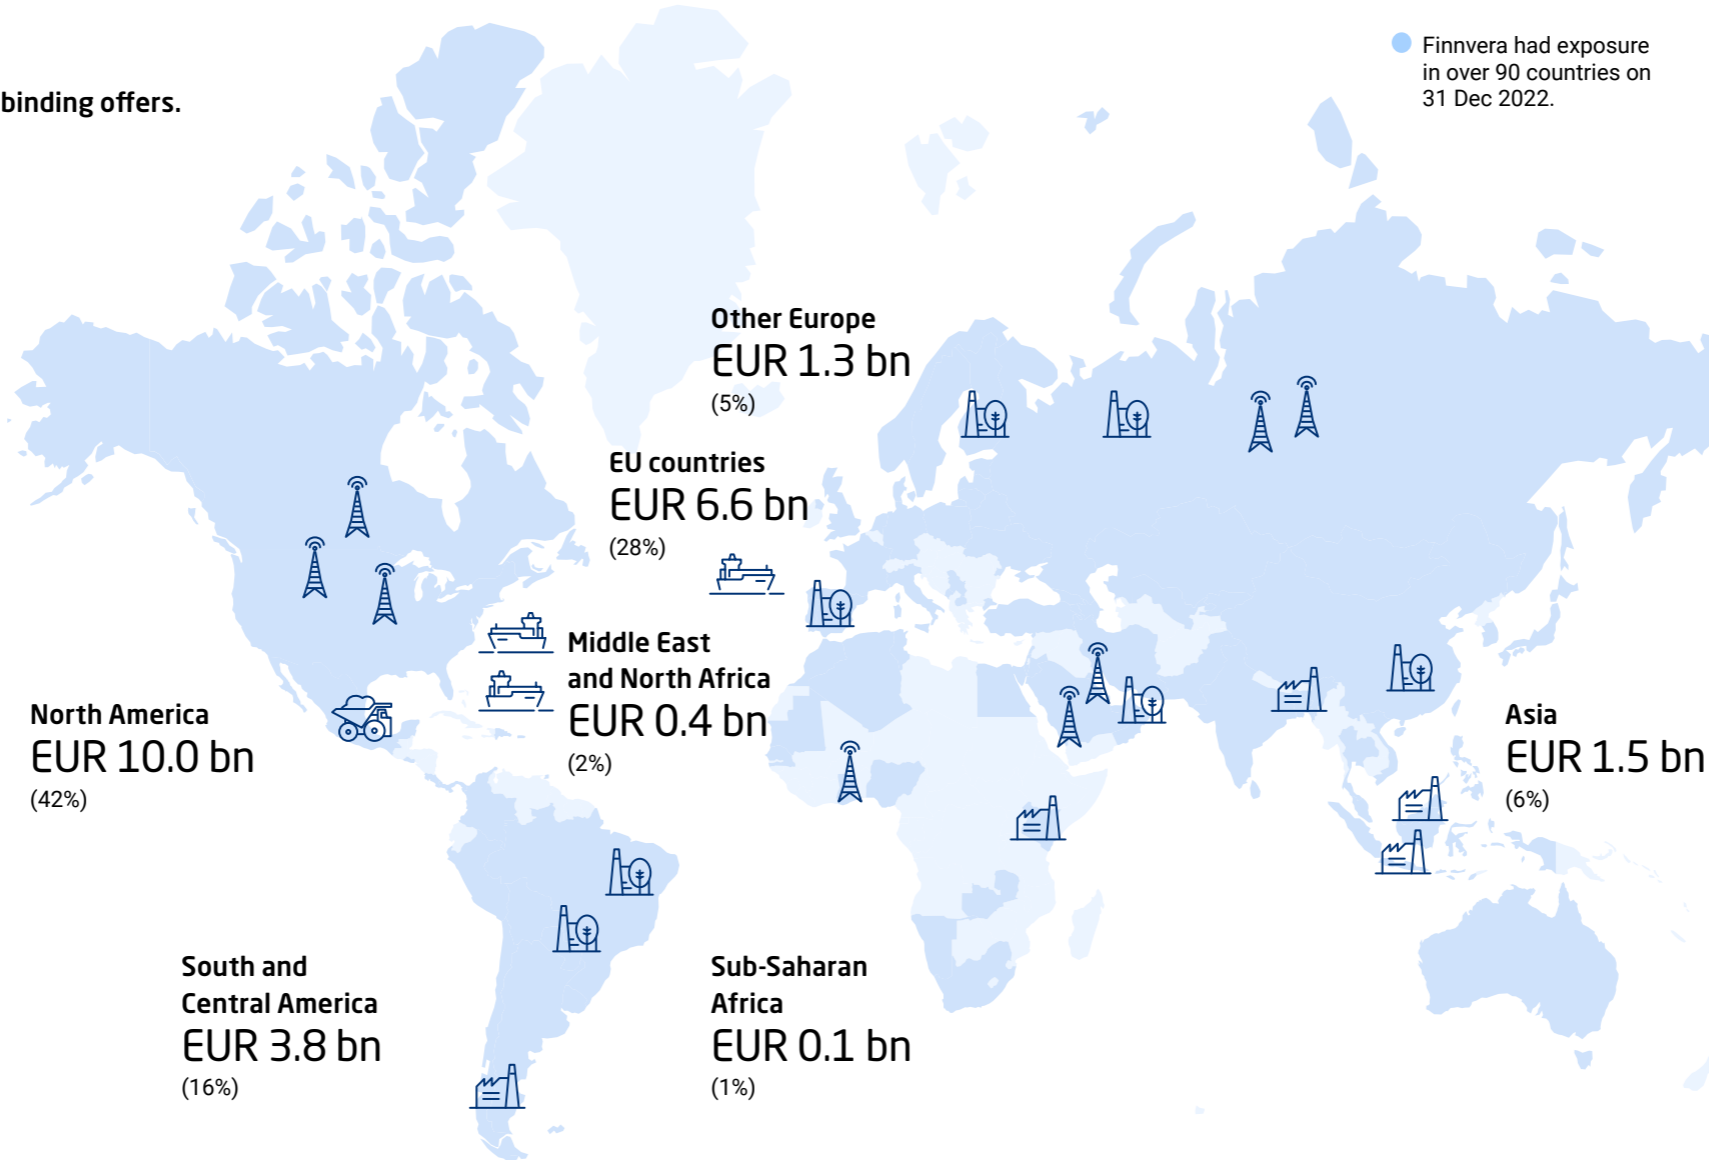 binding offers.
Finnvera had exposure
in over 90 countries on
31 Dec 2022.
Other Europe
EUR 1.3 bn
(5%)
EU countries
EUR 6.6 bn
(28%)
Middle East
and North Africa
EUR 0.4 bn
(2%)
North America
EUR 10.0 bn
(42%)
Asia
EUR 1.5 bn
(6%)
South and
Central America
EUR 3.8 bn
(16%)
Sub-Saharan
Africa
EUR 0.1 bn
(1%)